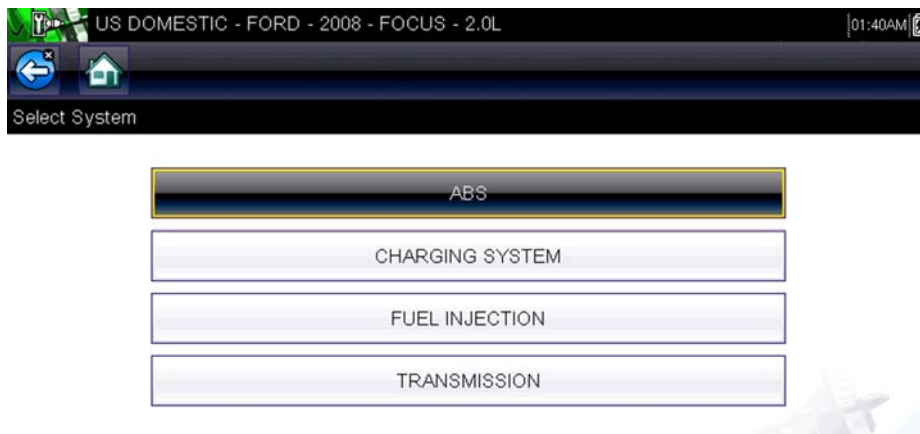 US DOMESTIC - FORD - 2008 - FOCUS - 2.0L
01:40AM
Select System
ABS
CHARGING SYSTEM
FUEL INJECTION
TRANSMISSION